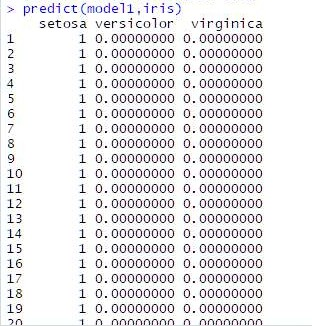 > predict(model1,iris)
setosa versicolor virginica
1 1 0.00000000 0.00000000
2 1 0.00000000 0.00000000
3 1 0.00000000 0.00000000
4 1 0.00000000 0.00000000
5 1 0.00000000 0.00000000
6 1 0.00000000 0.00000000
7 1 0.00000000 0.00000000
8 1 0.00000000 0.00000000
9 1 0.00000000 0.00000000
10 1 0.00000000 0.00000000
11 1 0.00000000 0.00000000
12 1 0.00000000 0.00000000
13 1 0.00000000 0.00000000
14 1 0.00000000 0.00000000
15 1 0.00000000 0.00000000
16 1 0.00000000 0.00000000
17 1 0.00000000 0.00000000
18 1 0.00000000 0.00000000
19 1 0.00000000 0.00000000
20 1 0.00000000 0.00000000